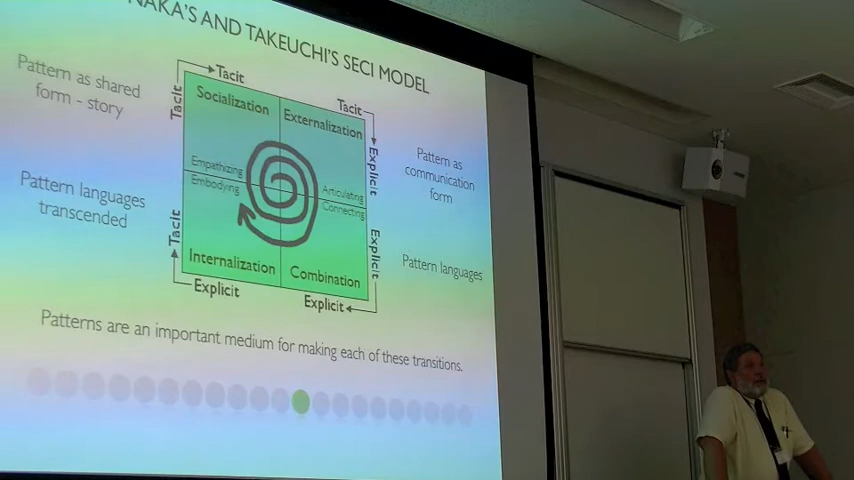 NAKA'S AND TAKEUCHI'S SECI MODEL
Pattern as shared
form - story
Tacit
Tacit
Socialization
Tacit
Externalization
Explicit
Pattern as
communication
form
Empathizing
Embodying
Articulating
Connecting
Pattern languages
transcended
Tacit
Explicit
Internalization
Combination
Pattern languages
Explicit
Explicit
Patterns are an important medium for making each of these transitions.